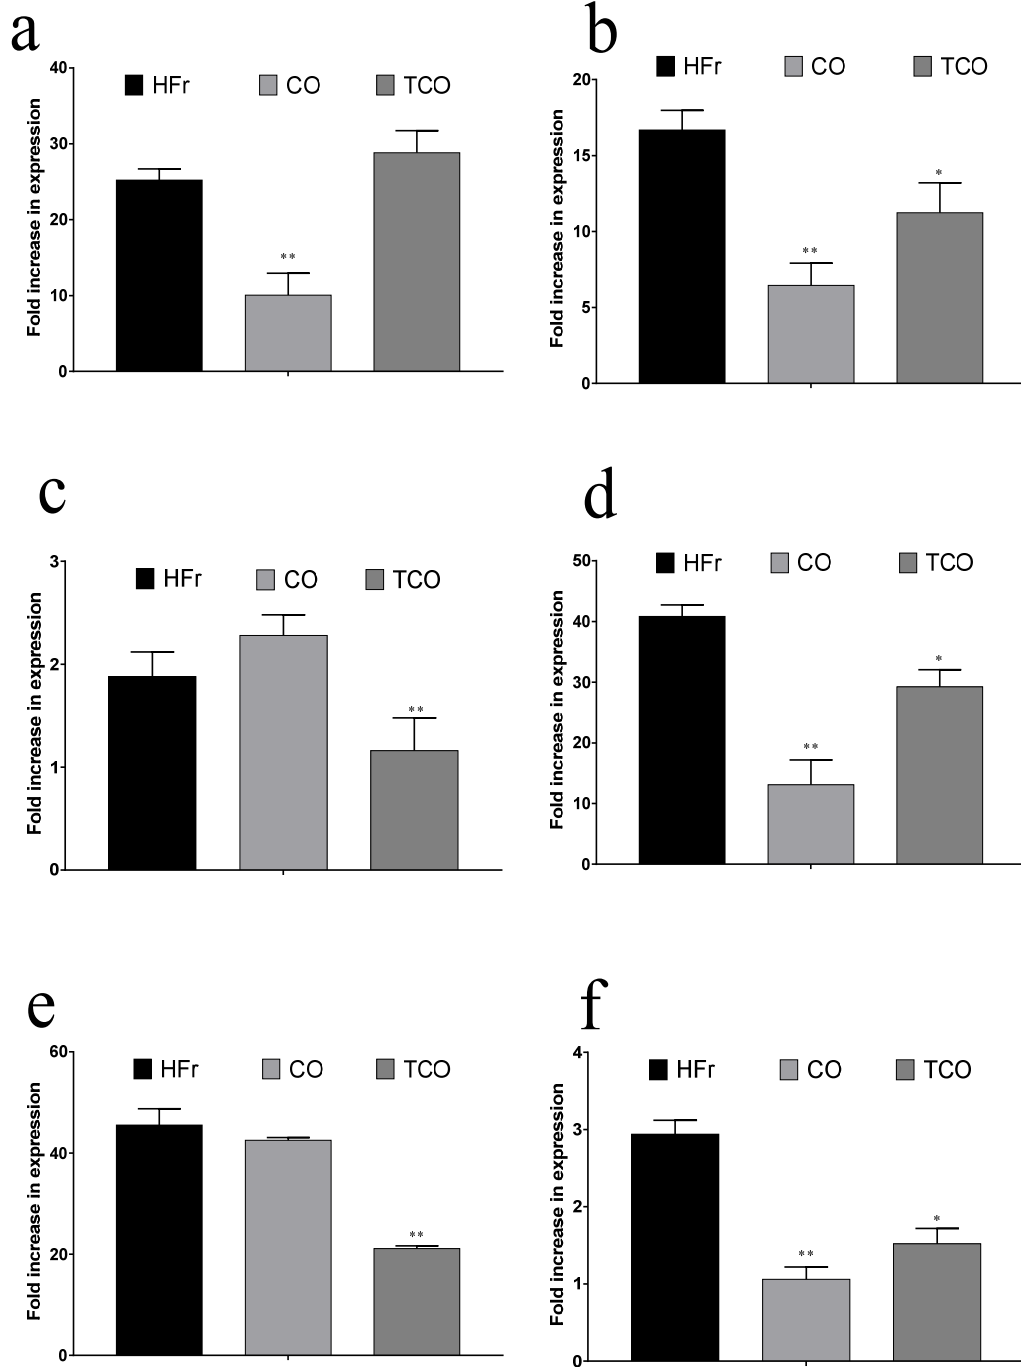 a
HFr CO TCO
Fold increase in expression
40
30
20
10
0
**
b
HFr CO TCO
Fold increase in expression
20
15
10
5
0
**
*
c
HFr CO TCO
Fold increase in expression
3
2
1
0
**
d
HFr CO TCO
Fold increase in expression
50
40
30
20
10
0
**
*
e
HFr CO TCO
Fold increase in expression
60
40
20
0
**
f
HFr CO TCO
Fold increase in expression
4
3
2
1
0
**
*